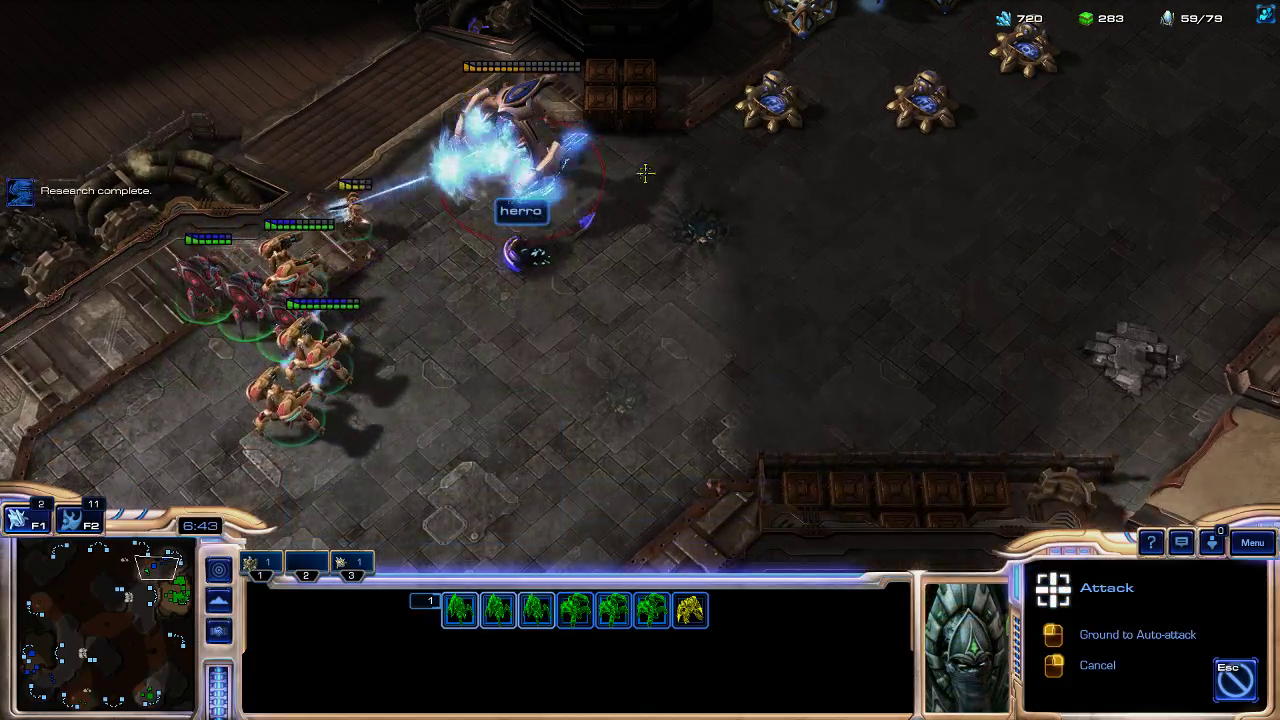 720 283 59/79
Research complete.
herro
2 11
F1 F2
6:43
0
? Menu
1 1
1 2 3
1
Attack
Ground to Auto-attack
Cancel
Esc